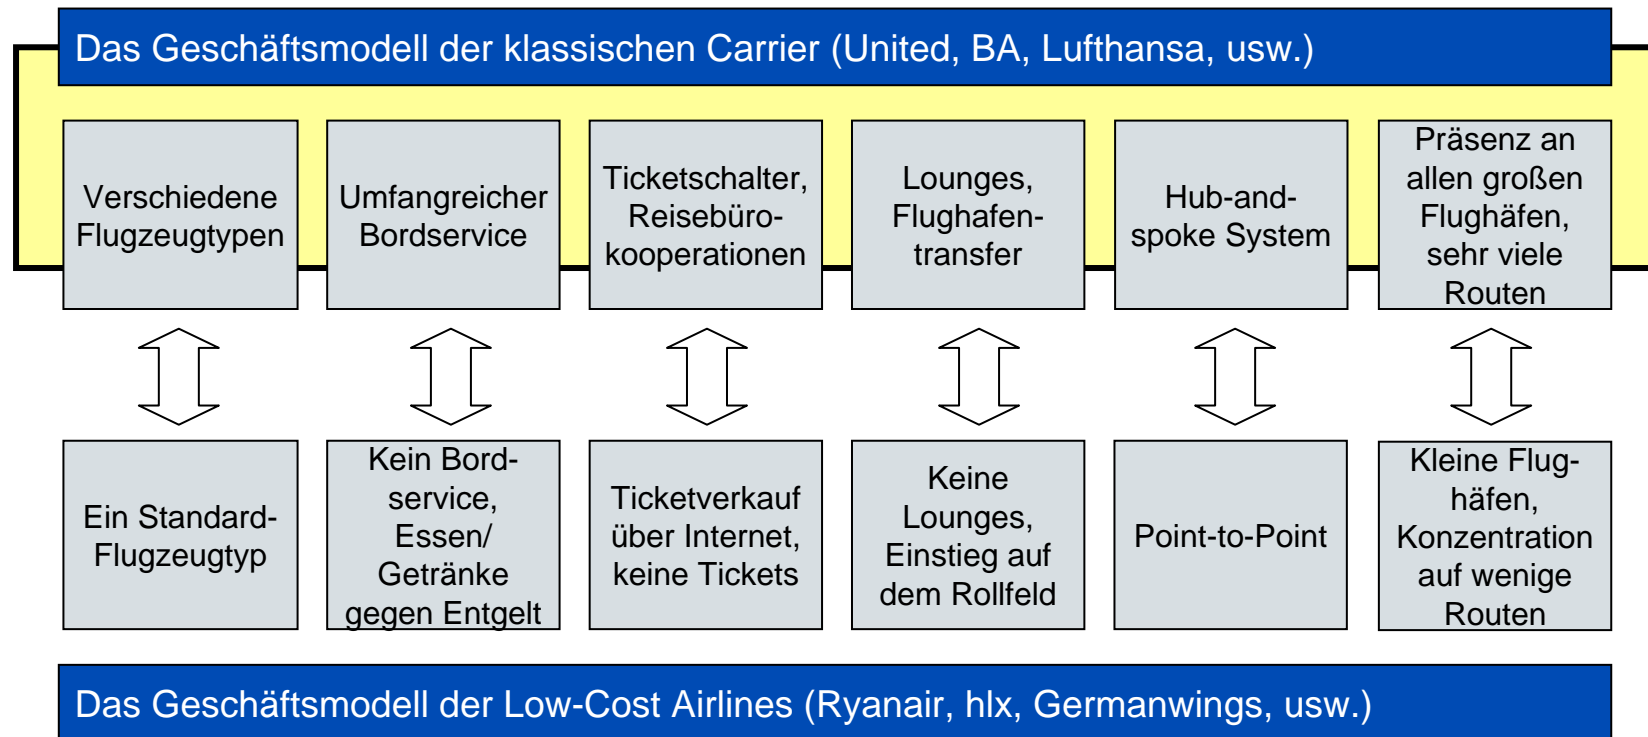 Das Geschäftsmodell der klassischen Carrier (United, BA, Lufthansa, usw.)
Verschiedene
Flugzeugtypen
Umfangreicher
Bordservice
Ticketschalter,
Reisebüro-
kooperationen
Lounges,
Flughafen-
transfer
Hub-and-
spoke System
Präsenz an
allen großen
Flughäfen,
sehr viele
Routen
Ein Standard-
Flugzeugtyp
Kein Bord-
service,
Essen/
Getränke
gegen Entgelt
Ticketverkauf
über Internet,
keine Tickets
Keine
Lounges,
Einstieg auf
dem Rollfeld
Point-to-Point
Kleine Flug-
häfen,
Konzentration
auf wenige
Routen
Das Geschäftsmodell der Low-Cost Airlines (Ryanair, hlx, Germanwings, usw.)